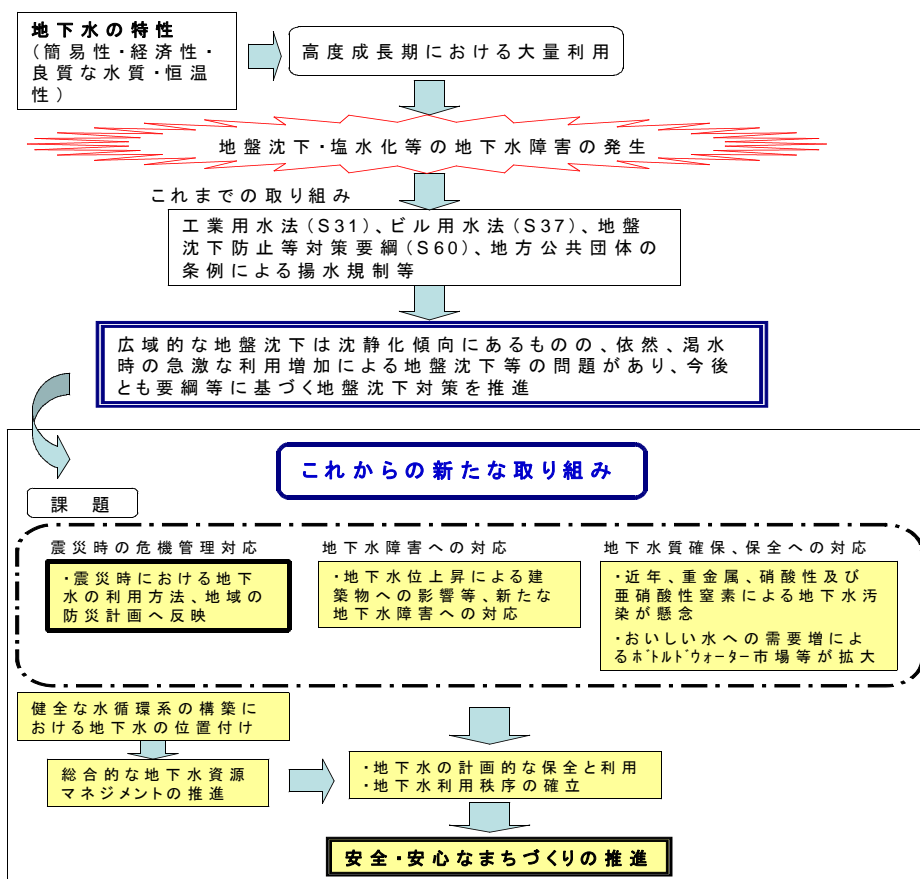 地下水の特性
(簡易性・経済性・
良質な水質・恒温
性)
高度成長期における大量利用
地盤沈下・塩水化等の地下水障害の発生
これまでの取り組み
工業用水法(S31)、ビル用水法(S37)、地盤
沈下防止等対策要綱(S60)、地方公共団体の
条例による揚水規制等
広域的な地盤沈下は沈静化傾向にあるものの、依然、渇水
時の急激な利用増加による地盤沈下等の問題があり、今後
とも要綱等に基づく地盤沈下対策を推進
これからの新たな取り組み
課題
震災時の危機管理対応
・震災時における地下
水の利用方法、地域の
防災計画へ反映
地下水障害への対応
・地下水位上昇による建
築物への影響等、新たな
地下水障害への対応
地下水質確保、保全への対応
・近年、重金属、硝酸性及び
亜硝酸性窒素による地下水汚
染が懸念
・おいしい水への需要増によ
るボトルドウォーター市場等が拡大
健全な水循環系の構築に
おける地下水の位置付け
総合的な地下水資源
マネジメントの推進
・地下水の計画的な保全と利用
・地下水利用秩序の確立
安全・安心なまちづくりの推進